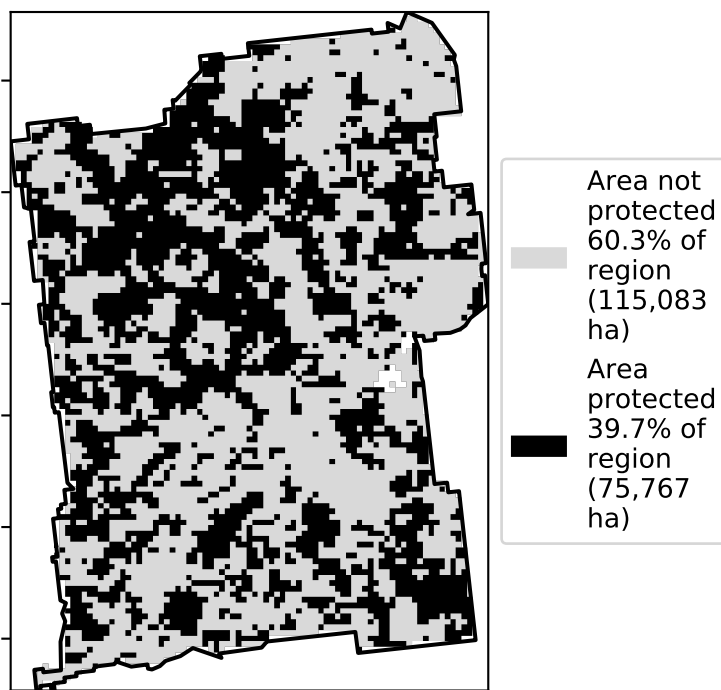 Area not
protected
60.3% of
region
(115,083
ha)
Area
protected
39.7% of
region
(75,767
ha)